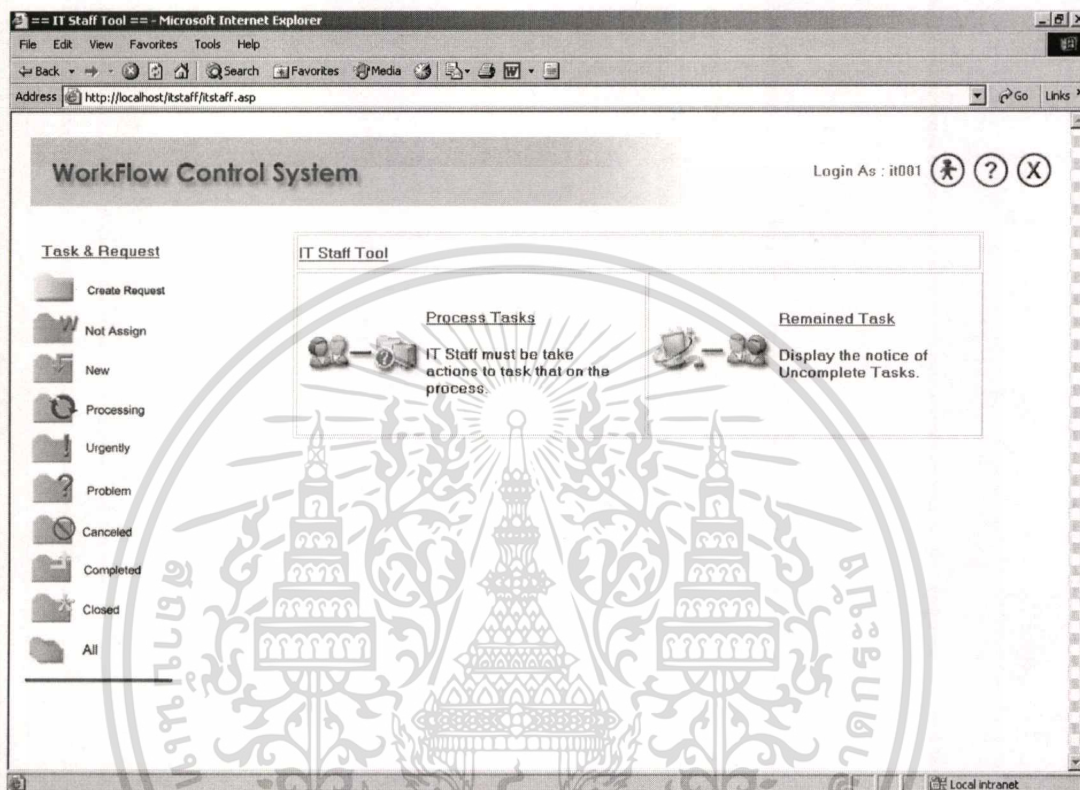 == IT Staff Tool == - Microsoft Internet Explorer
File Edit View Favorites Tools Help
Back Search Favorites Media
Address http://localhost/itstaff/itstaff.asp Go Links
WorkFlow Control System
Login As : it001 ? X
Task & Request
Create Request
Not Assign
New
Processing
Urgently
Problem
Canceled
Completed
Closed
All
IT Staff Tool
Process Tasks
IT Staff must be take
actions to task that on the
process.
Remained Task
Display the notice of
Uncomplete Tasks.
Local intranet